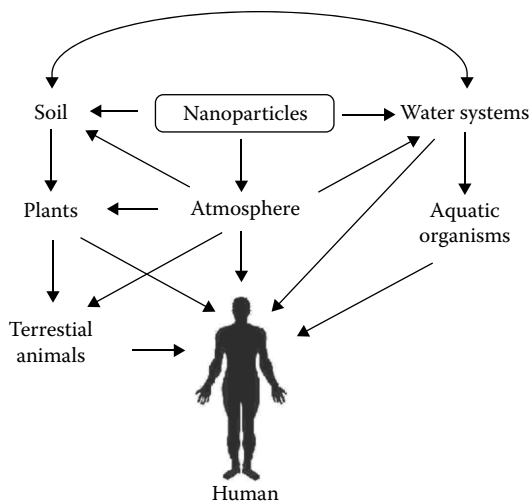 Soil
Nanoparticles
Water systems
Plants
Atmosphere
Aquatic
organisms
Terrestial
animals
Human